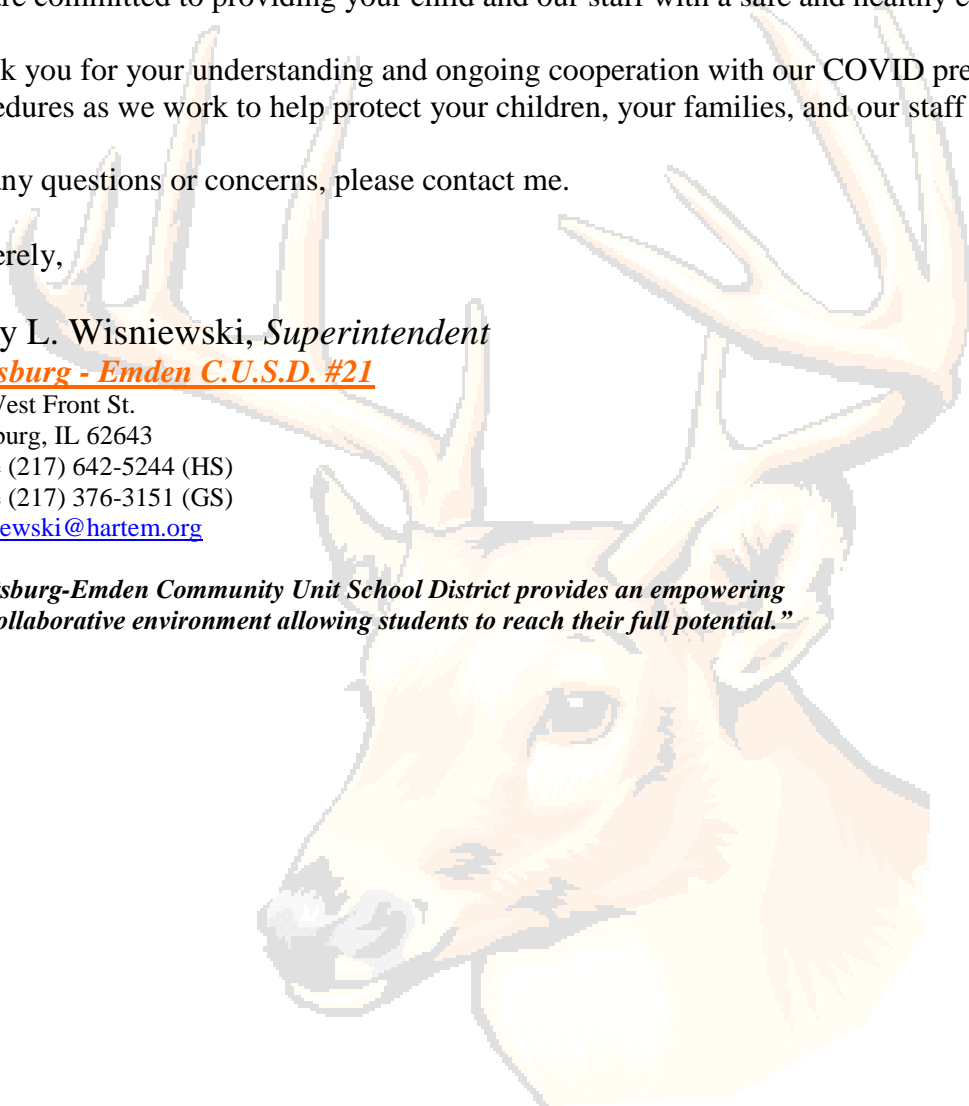 re committed to providing your child and our staff with a safe and healthy
k you for your understanding and ongoing cooperation with our COVID pre
edures as we work to help protect your children, your families, and our staff
ny questions or concerns, please contact me.
erely,
y L. Wisniewski, Superintendent
sburg - Emden C.U.S.D. #21
West Front St.
burg, IL 62643
(217) 642-5244 (HS)
(217) 376-3151 (GS)
ewski@hartem.org
sburg-Emden Community Unit School District provides an empowering
ollaborative environment allowing students to reach their full potential.”